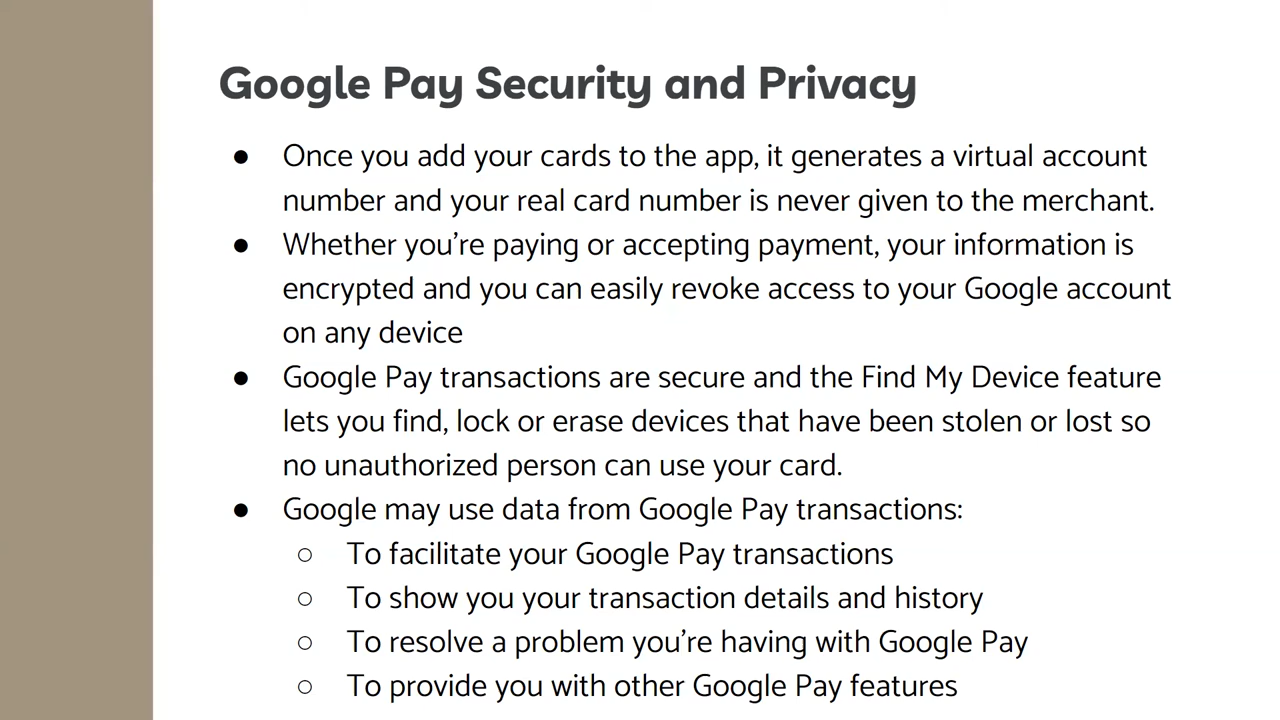 Google Pay Security and Privacy
● Once you add your cards to the app, it generates a virtual account
number and your real card number is never given to the merchant.
● Whether you’re paying or accepting payment, your information is
encrypted and you can easily revoke access to your Google account
on any device
● Google Pay transactions are secure and the Find My Device feature
lets you find, lock or erase devices that have been stolen or lost so
no unauthorized person can use your card.
● Google may use data from Google Pay transactions:
○ To facilitate your Google Pay transactions
○ To show you your transaction details and history
○ To resolve a problem you’re having with Google Pay
○ To provide you with other Google Pay features